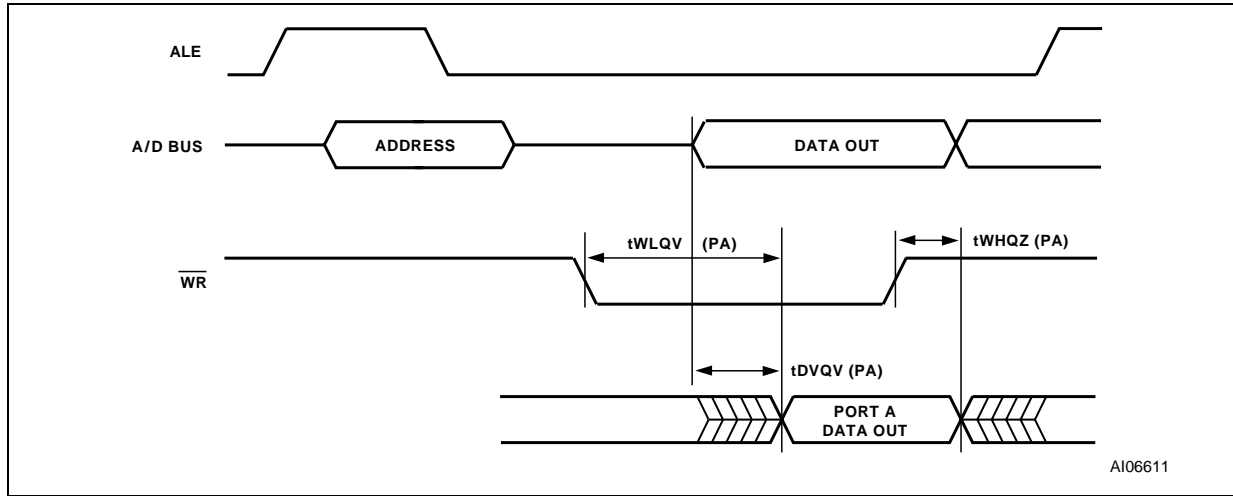 ALE
A/D BUS
ADDRESS
DATA OUT
tWLQV (PA)
tWHQZ (PA)
WR
tDVQV (PA)
PORT A
DATA OUT
AI06611